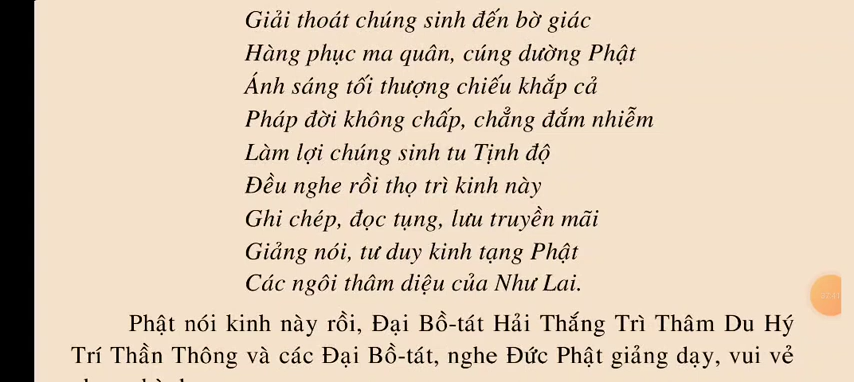 Giải thoát chúng sinh đến bờ giác
Hàng phục ma quân, cúng dường Phật
Ánh sáng tối thượng chiếu khắp cả
Pháp đời không chấp, chẳng đắm nhiễm
Làm lợi chúng sinh tu Tịnh độ
Đều nghe rồi thọ trì kinh này
Ghi chép, đọc tụng, lưu truyền mãi
Giảng nói, tư duy kinh tạng Phật
Các ngôi thâm diệu của Như Lai.
Phật nói kinh này rồi, Đại Bồ-tát Hải Thắng Trì Thâm Du Hý
Trí Thần Thông và các Đại Bồ-tát, nghe Đức Phật giảng dạy, vui vẻ